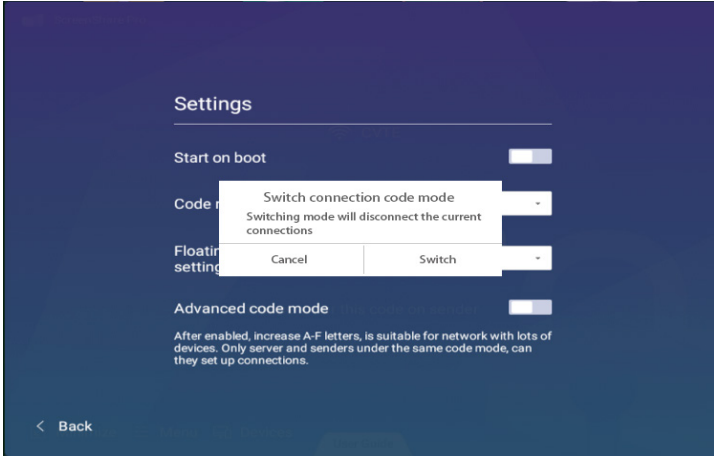 Settings
Start on boot
Code
Switch connection code mode
Switching mode will disconnect the current
connections
Cancel
Switch
Advanced code mode
After enabled, increase A-F letters, is suitable for network with lots of
devices. Only server and senders under the same code mode, can
they set up connections.
< Back